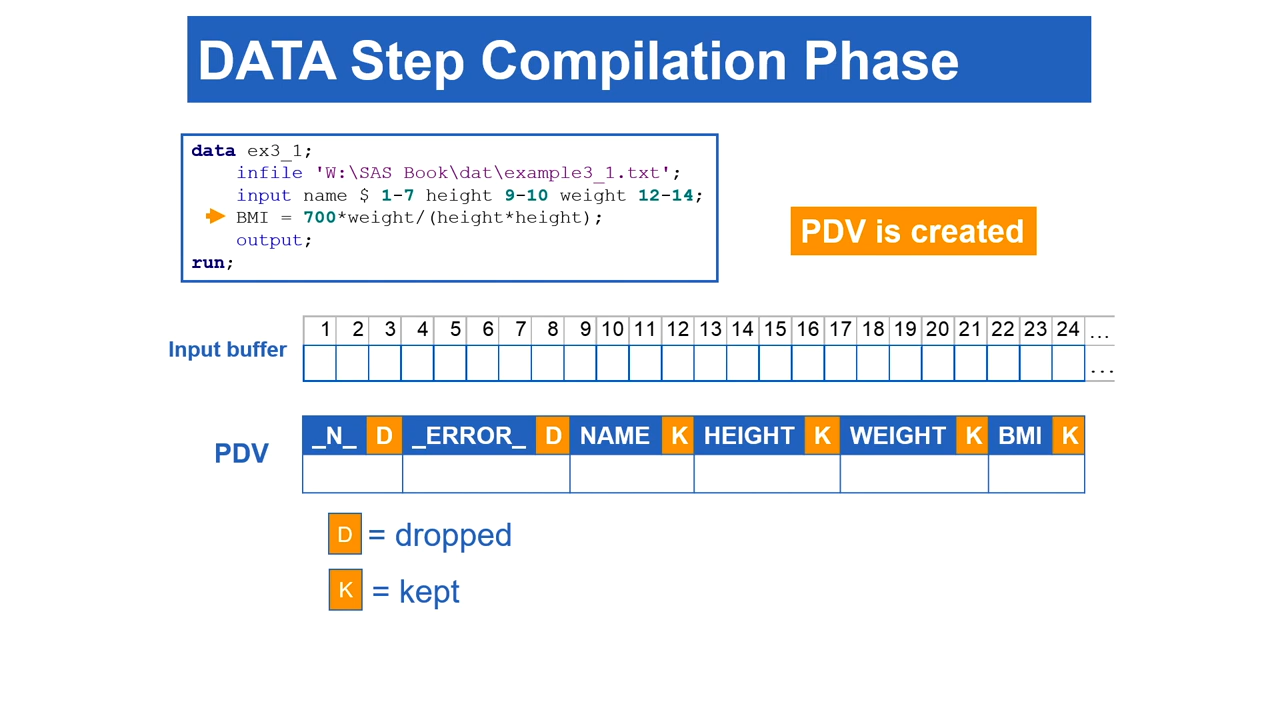 DATA Step Compilation Phase
data ex3_1;
infile 'W:\SAS Book\dat\example3_1.txt';
input name $ 1-7 height 9-10 weight 12-14;
BMI = 700*weight/(height*height);
output;
run;
PDV is created
1 2 3 4 5 6 7 8 9 10 11 12 13 14 15 16 17 18 19 20 21 22 23 24 ...
Input buffer
...
PDV
_N_ D _ERROR_ D NAME K HEIGHT K WEIGHT K BMI K
D = dropped
K = kept